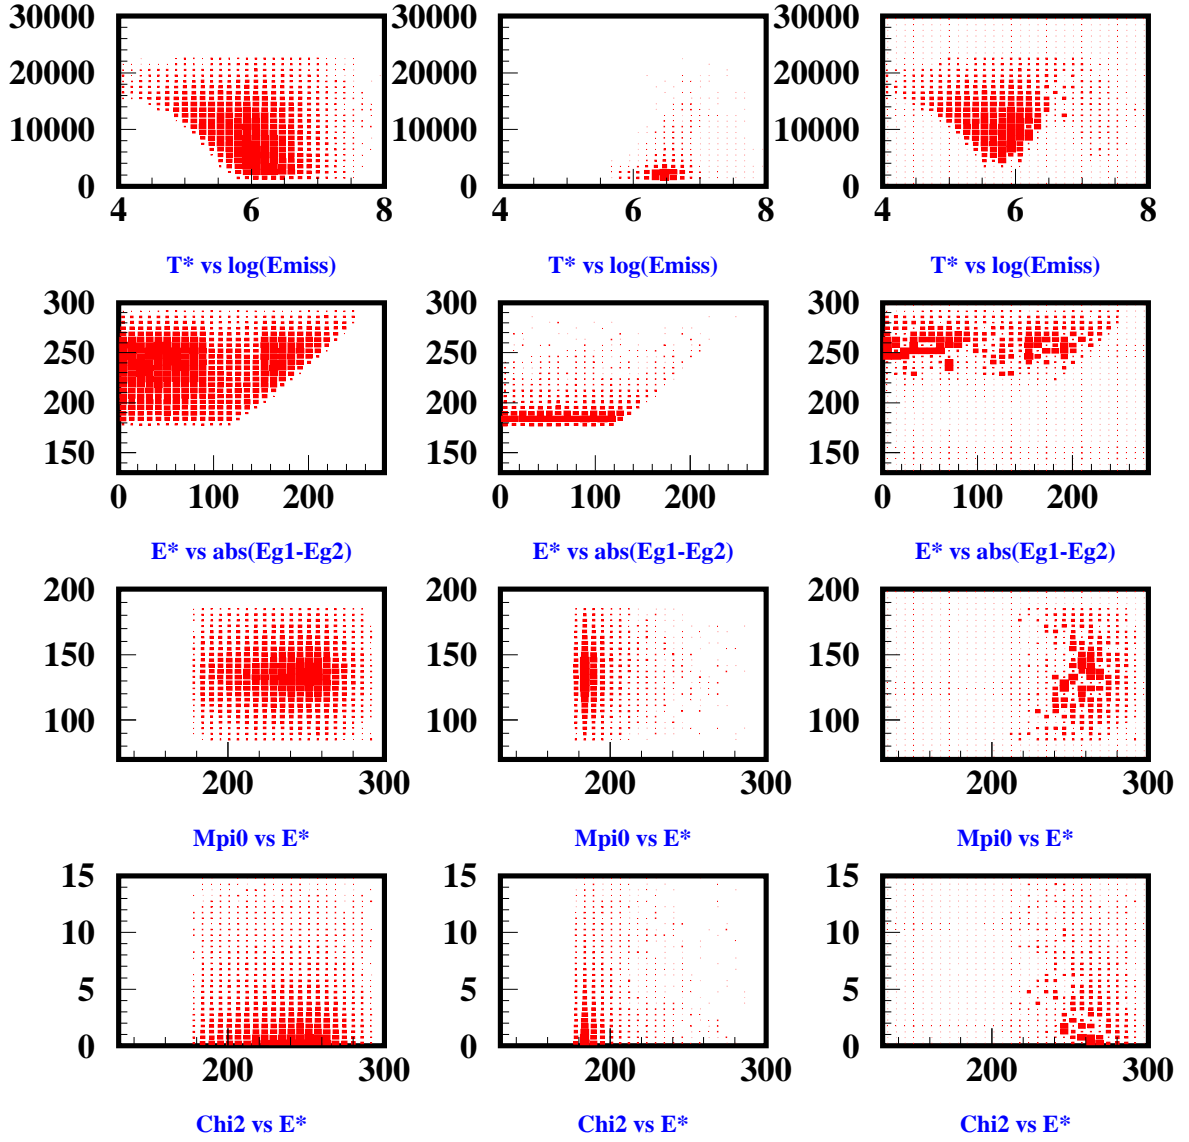 30000 30000 30000
20000 20000 20000
10000 10000 10000
0 0 0
4 6 8 4 6 8 4 6 8
T* vs log(Emiss) T* vs log(Emiss) T* vs log(Emiss)
300 300 300
250 250 250
200 200 200
150 150 150
0 100 200 0 100 200 0 100 200
E* vs abs(Eg1-Eg2) E* vs abs(Eg1-Eg2) E* vs abs(Eg1-Eg2)
200 200 200
150 150 150
100 100 100
200 300 200 300 200 300
Mpi0 vs E* Mpi0 vs E* Mpi0 vs E*
15 15 15
10 10 10
5 5 5
0 0 0
200 300 200 300 200 300
Chi2 vs E* Chi2 vs E* Chi2 vs E*